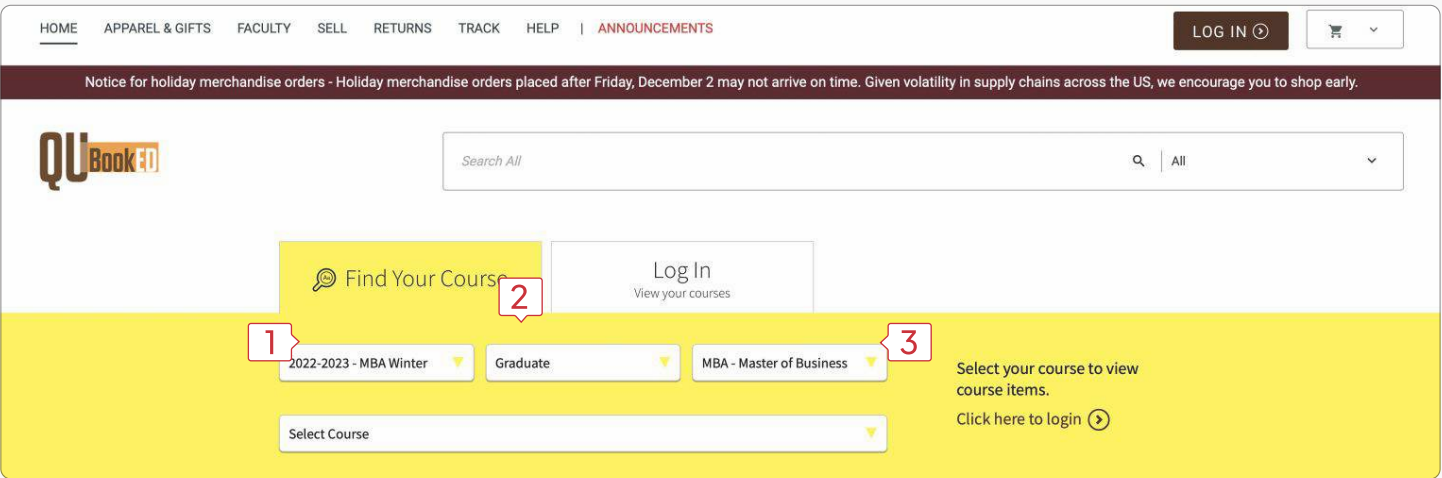 HOME APPAREL & GIFTS FACULTY SELL RETURNS TRACK HELP | ANNOUNCEMENTS
LOG IN
Notice for holiday merchandise orders - Holiday merchandise orders placed after Friday, December 2 may not arrive on time. Given volatility in supply chains across the US, we encourage you to shop early.
QU BookED
Search All
All
Find Your Course
Log In
View your courses
1
2
3
2022-2023 - MBA Winter
Graduate
MBA - Master of Business
Select your course to view
course items.
Click here to login
Select Course